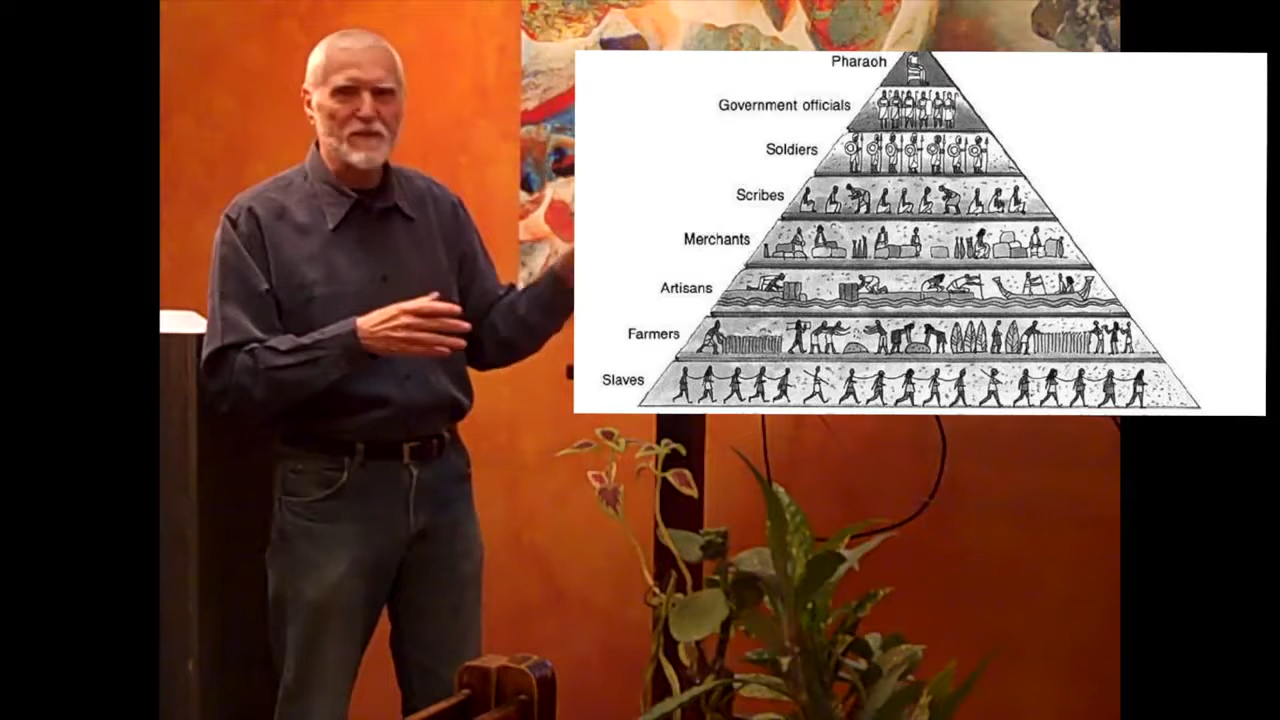 Pharaoh
Government officials
Soldiers
Scribes
Merchants
Artisans
Farmers
Slaves